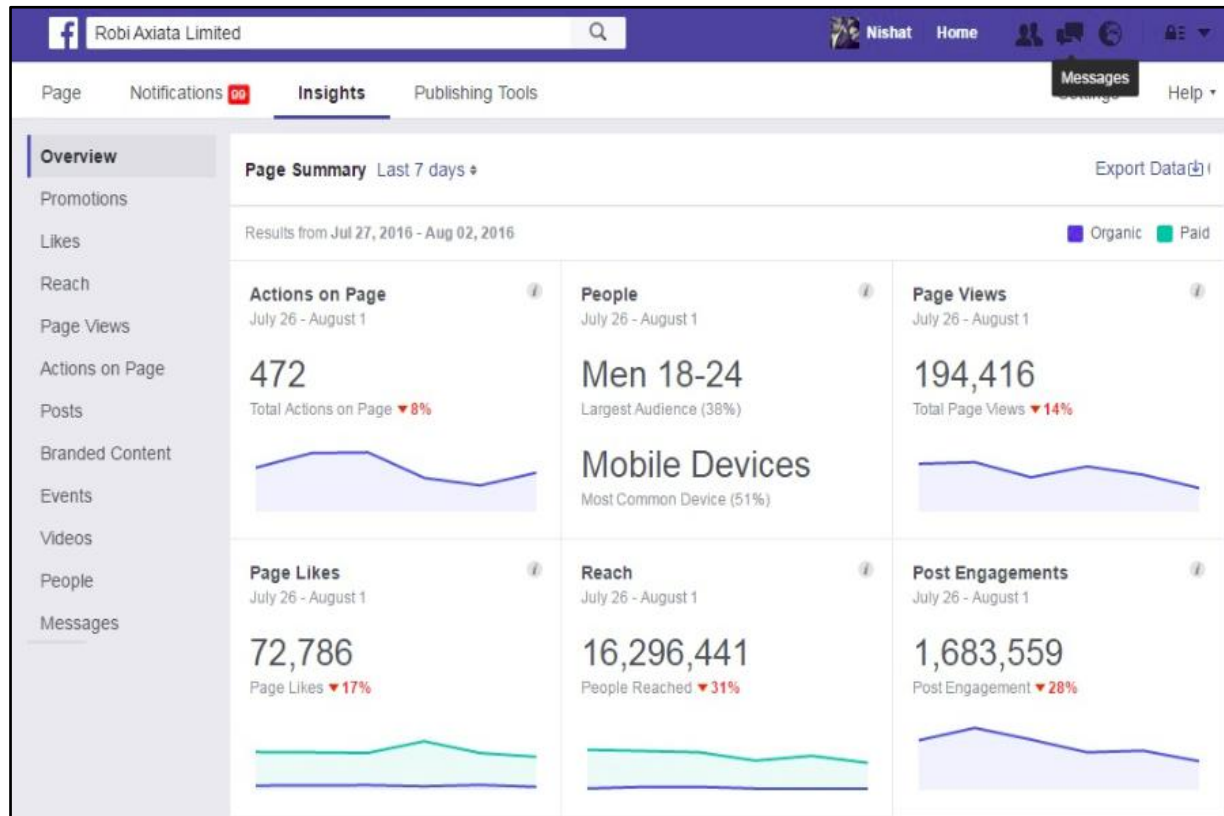 f Robi Axiata Limited Nishat Home
Messages
Page Notifications 99 Insights Publishing Tools Help
Overview
Promotions
Likes
Reach
Page Views
Actions on Page
Posts
Branded Content
Events
Videos
People
Messages
Page Summary Last 7 days Export Data
Results from Jul 27, 2016 - Aug 02, 2016 Organic Paid
Actions on Page
July 26 - August 1
472
Total Actions on Page ▼8%
People
July 26 - August 1
Men 18-24
Largest Audience (38%)
Mobile Devices
Most Common Device (51%)
Page Views
July 26 - August 1
194,416
Total Page Views ▼14%
Page Likes
July 26 - August 1
72,786
Page Likes ▼17%
Reach
July 26 - August 1
16,296,441
People Reached ▼31%
Post Engagements
July 26 - August 1
1,683,559
Post Engagement ▼28%